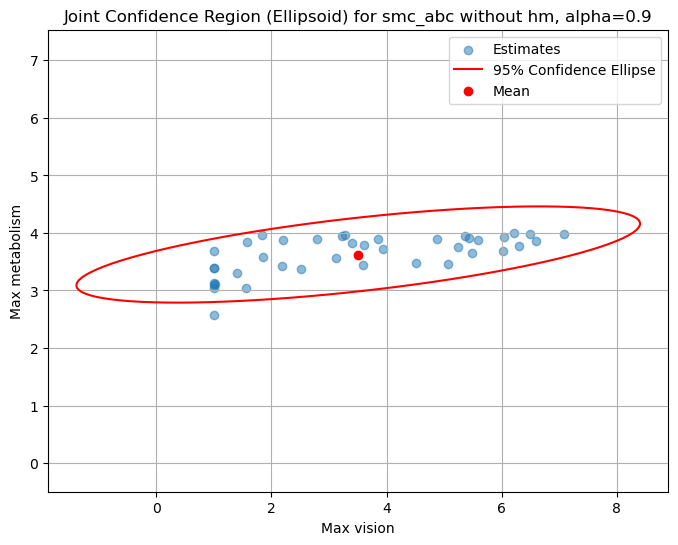 Joint Confidence Region (Ellipsoid) for smc_abc without hm, alpha=0.9
Estimates
95% Confidence Ellipse
Mean
Max metabolism
7
6
5
4
3
2
1
0
0
2
4
6
8
Max vision